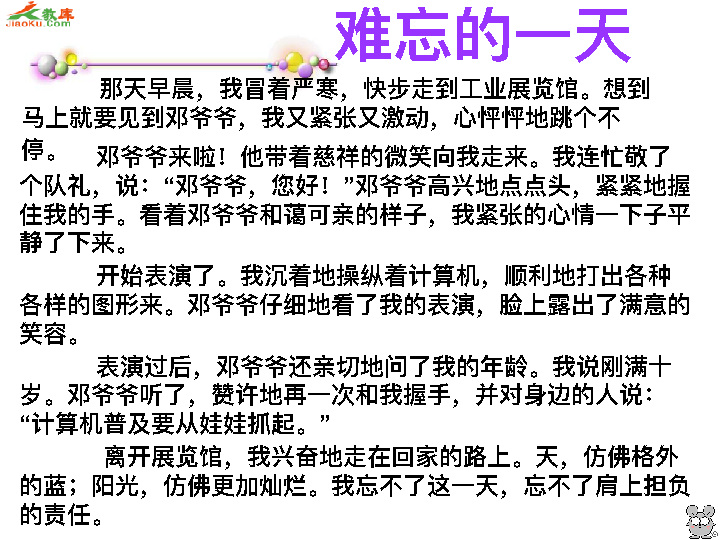 教库
JiaoKu.Com
难忘的一天
那天早晨，我冒着严寒，快步走到工业展览馆。想到
马上就要见到邓爷爷，我又紧张又激动，心怦怦地跳个不
停。
邓爷爷来啦！他带着慈祥的微笑向我走来。我连忙敬了
个队礼，说：“邓爷爷，您好！”邓爷爷高兴地点点头，紧紧地握
住我的手。看着邓爷爷和蔼可亲的样子，我紧张的心情一下子平
静了下来。
开始表演了。我沉着地操纵着计算机，顺利地打出各种
各样的图形来。邓爷爷仔细地看了我的表演，脸上露出了满意的
笑容。
表演过后，邓爷爷还亲切地问了我的年龄。我说刚满十
岁。邓爷爷听了，赞许地再一次和我握手，并对身边的人说：
“计算机普及要从娃娃抓起。”
离开展览馆，我兴奋地走在回家的路上。天，仿佛格外
的蓝；阳光，仿佛更加灿烂。我忘不了这一天，忘不了肩上担负
的责任。